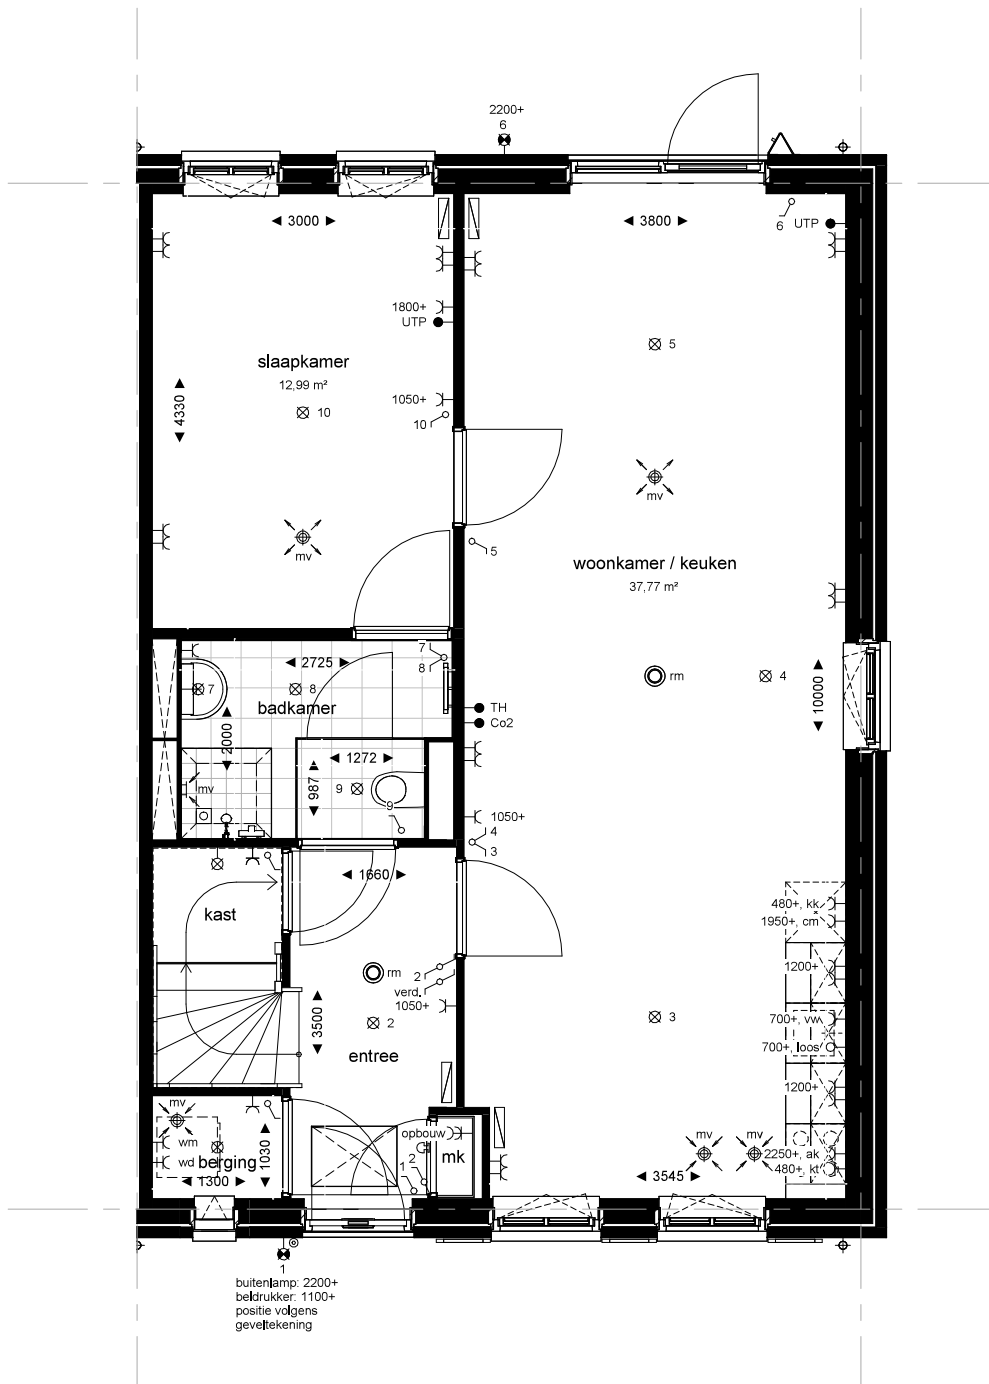 2200+
6
3000
3800
6 UTP
1800+
UTP
5
slaapkamer
12,99 m²
10
4330
1050+
10
mv
mv
5
woonkamer / keuken
37,77 m²
7
8
2725
7
8
badkamer
rm
4
10000
TH
Co2
2000
1272
987
9
9
mv
1050+
4
3
1660
kast
480+, kk
1950+, cm
rm
2
verd.
1050+
1200+
3500
2
3
700+, vw
700+, loos
entree
1200+
mv
opbouw
mv
mv
wm
wd
berging
1030
1300
2
1
mk
2250+, ak
480+, kt
3545
1
buitenlamp: 2200+
beldrukker: 1100+
positie volgens
geveltekening